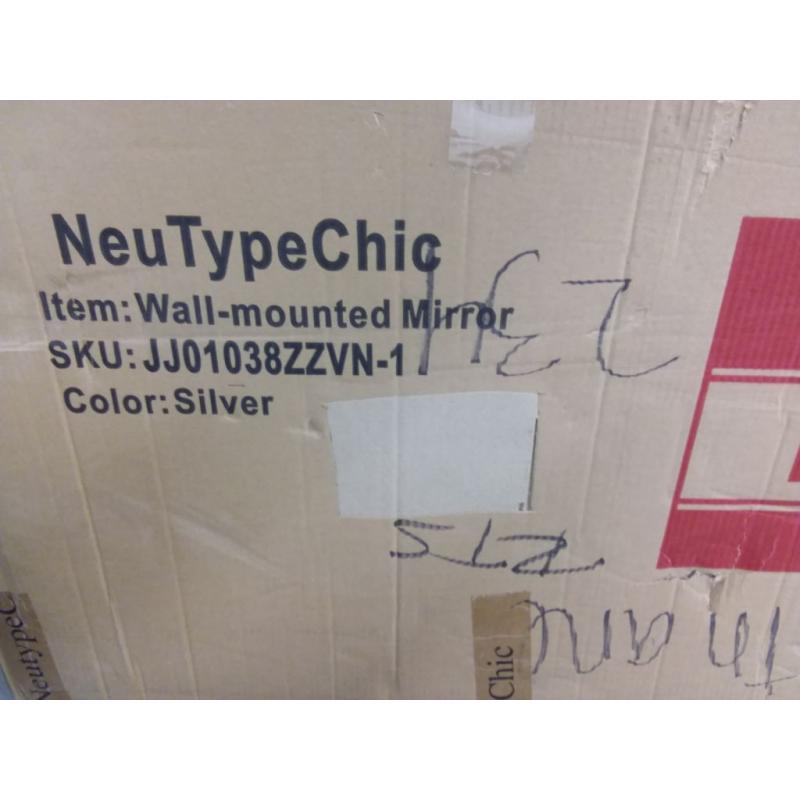 NeuTypeChic
Item: Wall-mounted Mirror
SKU: JJ01038ZZVN-1
Color: Silver
NeutypeC
Chic